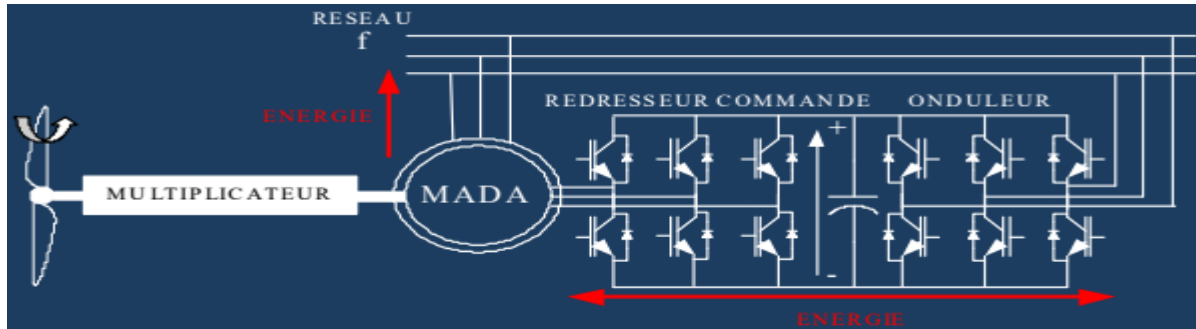 RESEAU
f
ENERGIE
REDRESSEUR COMMANDE
ONDULEUR
+
MULTIPLICATEUR
MADA
-
ENERGIE